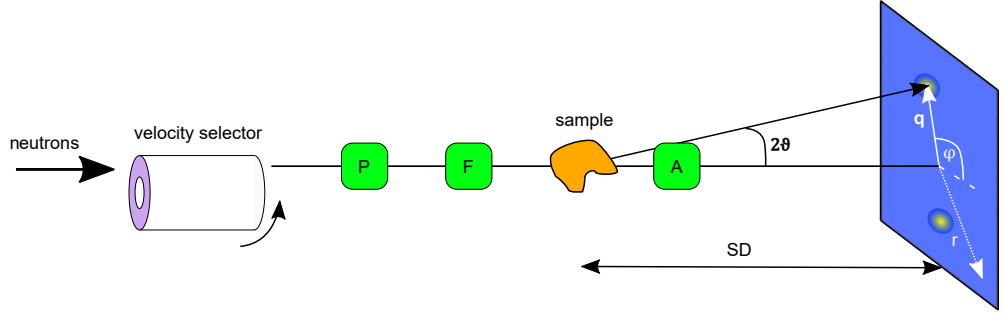 neutrons
velocity selector
P
F
sample
A
2ϑ
q
φ
r
SD